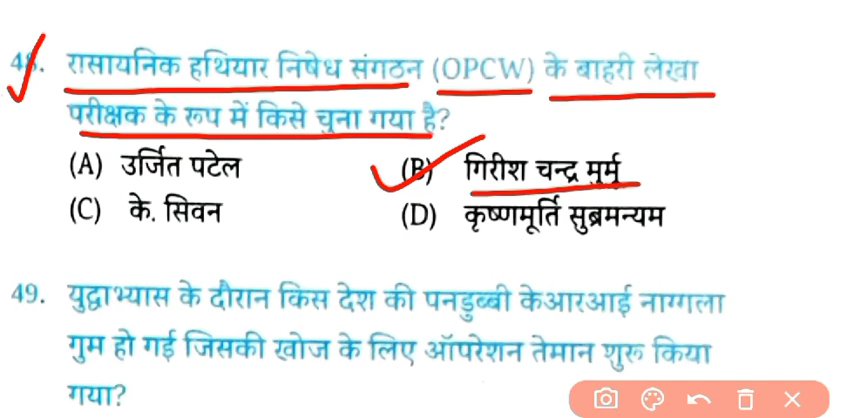 48. रासायनिक हथियार निषेध संगठन (OPCW) के बाहरी लेखा
परीक्षक के रूप में किसे चुना गया है?
(A) उर्जित पटेल (B) गिरीश चन्द्र मुर्मू
(C) के. सिवन (D) कृष्णमूर्ति सुब्रमन्यम
49. युद्वाभ्यास के दौरान किस देश की पनडुब्बी केआरआई नाग्गला
गुम हो गई जिसकी खोज के लिए ऑपरेशन तेमान शुरू किया
गया?